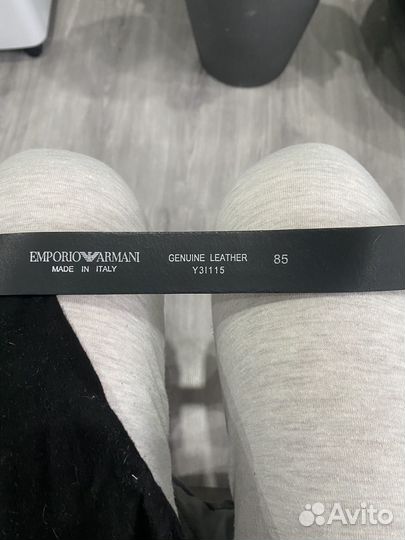 EMPORIO ARMANI
MADE IN ITALY
GENUINE LEATHER
Y3I115
85
Avito